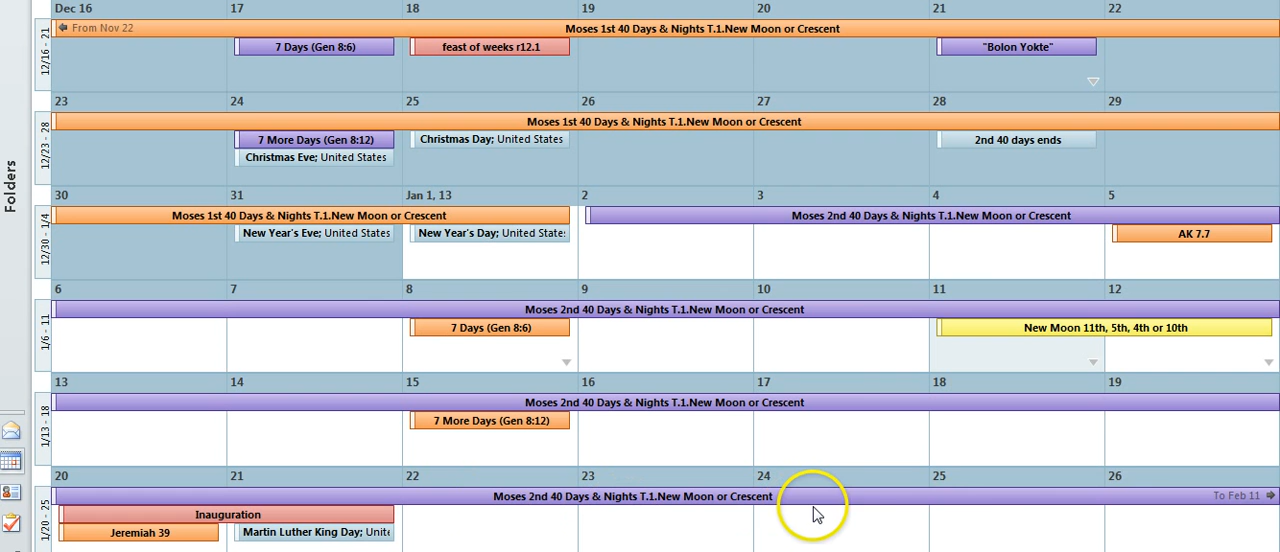 Dec 16 17 18 19 20 21 22
From Nov 22 Moses 1st 40 Days & Nights T.1.New Moon or Crescent
7 Days (Gen 8:6) feast of weeks r12.1 "Bolon Yokte"
12/16 - 21
23 24 25 26 27 28 29
Moses 1st 40 Days & Nights T.1.New Moon or Crescent
7 More Days (Gen 8:12) Christmas Day; United States 2nd 40 days ends
Christmas Eve; United States
12/23 - 28
Folders
30 31 Jan 1, 13 2 3 4 5
Moses 1st 40 Days & Nights T.1.New Moon or Crescent Moses 2nd 40 Days & Nights T.1.New Moon or Crescent
New Year's Eve; United States New Year's Day; United State AK 7.7
12/30 - 1/4
6 7 8 9 10 11 12
Moses 2nd 40 Days & Nights T.1.New Moon or Crescent
7 Days (Gen 8:6) New Moon 11th, 5th, 4th or 10th
1/6 - 11
13 14 15 16 17 18 19
Moses 2nd 40 Days & Nights T.1.New Moon or Crescent
7 More Days (Gen 8:12)
1/13 - 18
20 21 22 23 24 25 26
Moses 2nd 40 Days & Nights T.1.New Moon or Crescent To Feb 11
Inauguration
Jeremiah 39 Martin Luther King Day; Unite
1/20 - 25